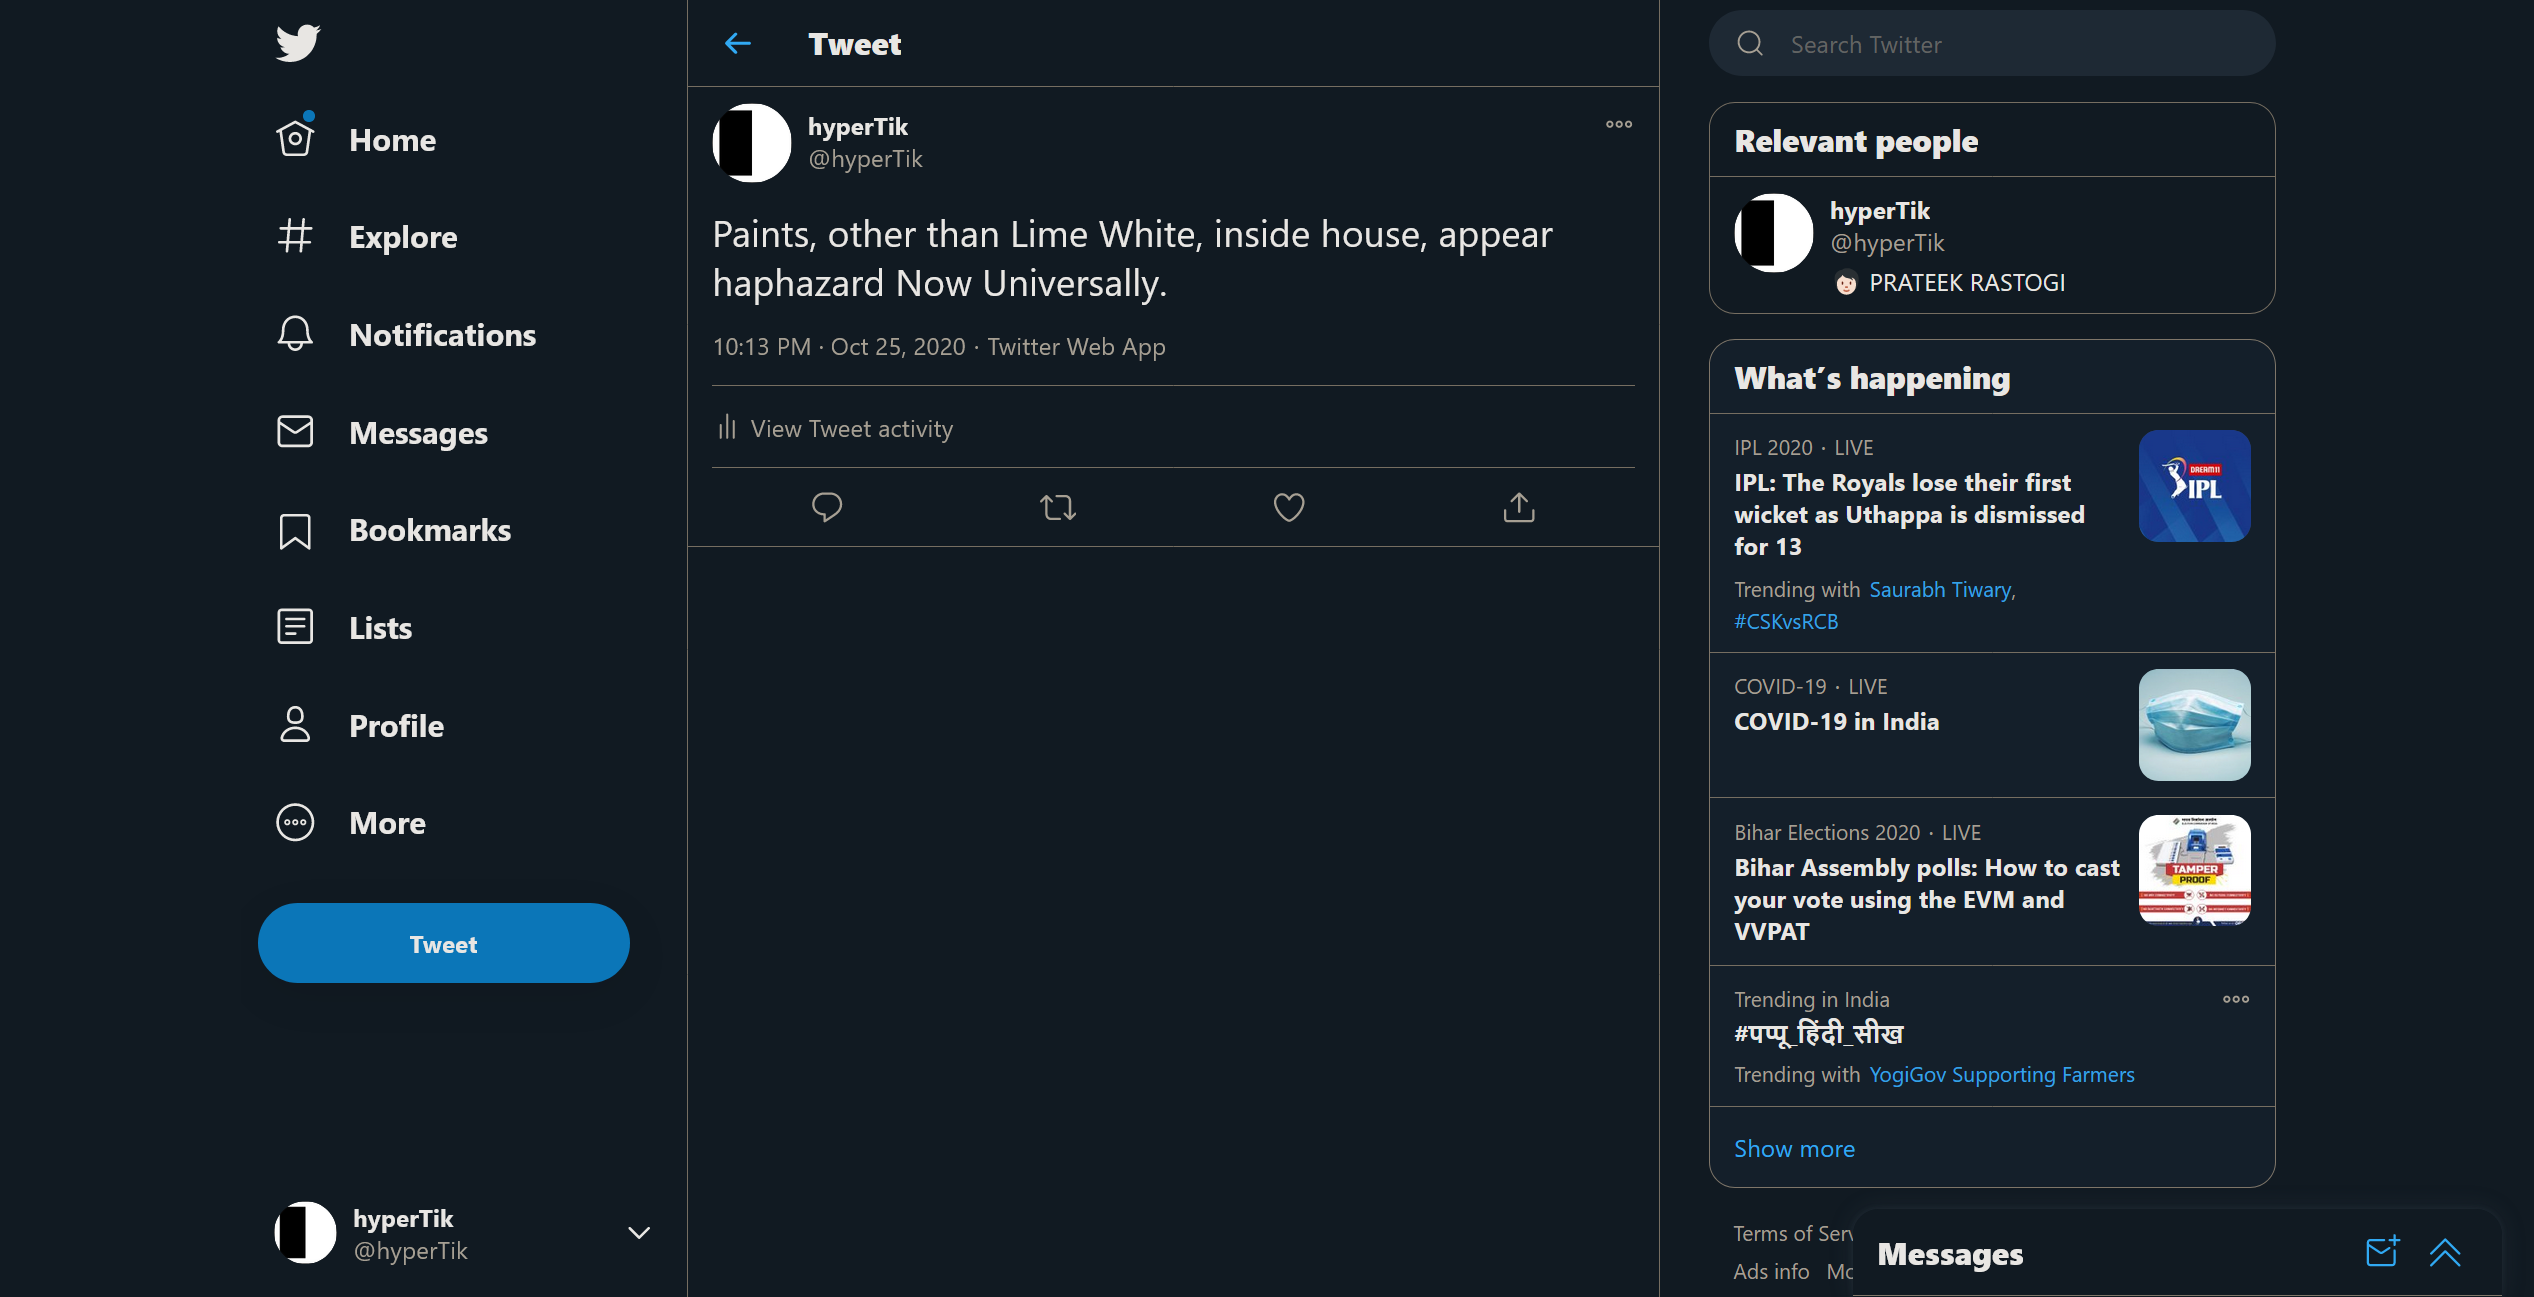 Home
Explore
Notifications
Messages
Bookmarks
Lists
Profile
More
Tweet
hyperTik
@hyperTik
Tweet
hyperTik
@hyperTik
Paints, other than Lime White, inside house, appear
haphazard Now Universally.
10:13 PM · Oct 25, 2020 · Twitter Web App
View Tweet activity
Search Twitter
Relevant people
hyperTik
@hyperTik
PRATEEK RASTOGI
What's happening
IPL 2020 · LIVE
IPL: The Royals lose their first
wicket as Uthappa is dismissed
for 13
Trending with Saurabh Tiwary,
#CSKvsRCB
DREAM11
IPL
COVID-19 · LIVE
COVID-19 in India
Bihar Elections 2020 · LIVE
Bihar Assembly polls: How to cast
your vote using the EVM and
VVPAT
TAMPER
PROOF
Trending in India
#पप्पू_हिंदी_सीख
Trending with YogiGov Supporting Farmers
Show more
Terms of Serv
Ads info Mo
Messages